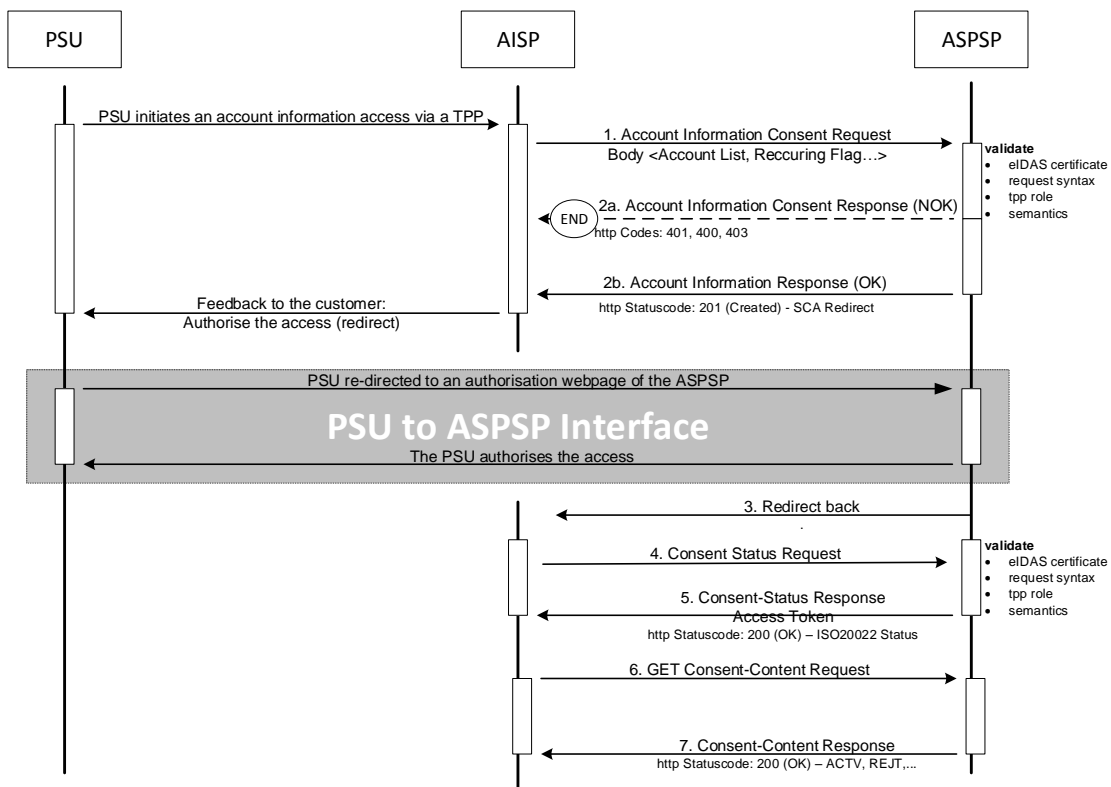 PSU
AISP
ASPSP
PSU initiates an account information access via a TPP
1. Account Information Consent Request
Body <Account List, Reccuring Flag…>
validate
• eIDAS certificate
• request syntax
• tpp role
• semantics
2a. Account Information Consent Response (NOK)
END
http Codes: 401, 400, 403
2b. Account Information Response (OK)
http Statuscode: 201 (Created) - SCA Redirect
Feedback to the customer:
Authorise the access (redirect)
PSU re-directed to an authorisation webpage of the ASPSP
PSU to ASPSP Interface
The PSU authorises the access
3. Redirect back
.
4. Consent Status Request
validate
• eIDAS certificate
• request syntax
• tpp role
• semantics
5. Consent-Status Response
Access Token
http Statuscode: 200 (OK) – ISO20022 Status
6. GET Consent-Content Request
7. Consent-Content Response
http Statuscode: 200 (OK) – ACTV, REJT,...